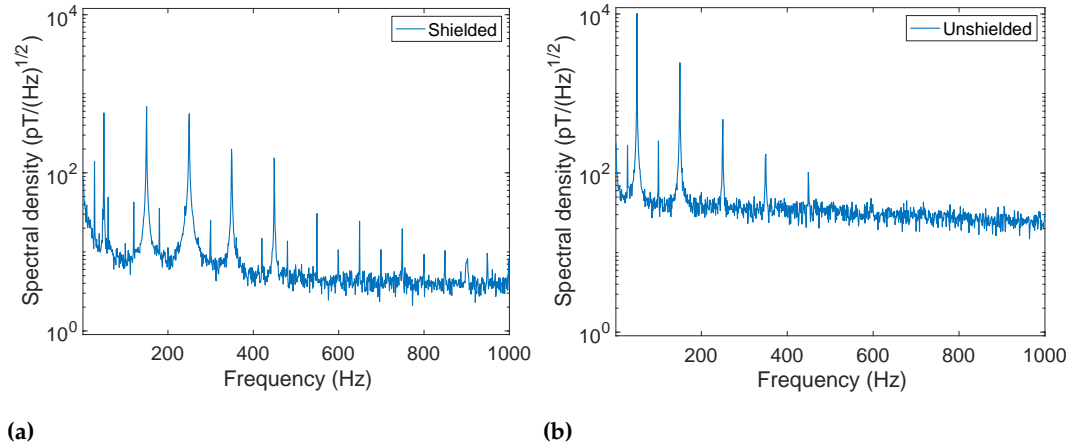 10^4
10^2
10^0
Spectral density (pT/(Hz)^1/2)
Shielded
200 400 600 800 1000
Frequency (Hz)
(a)
10^4
10^2
10^0
Spectral density (pT/(Hz)^1/2)
Unshielded
200 400 600 800 1000
Frequency (Hz)
(b)